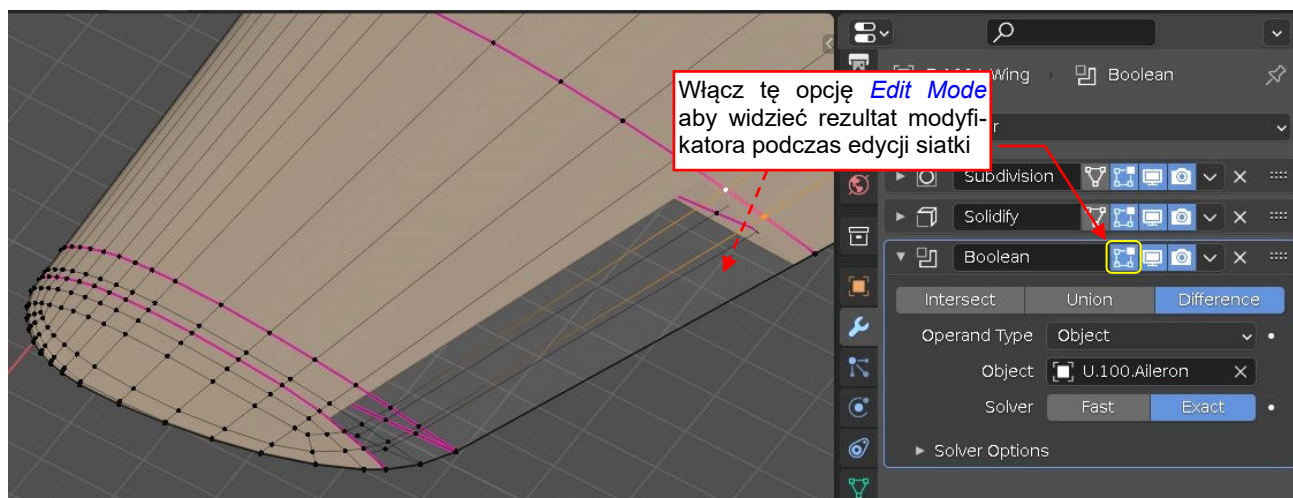 Wing Boolean
Włącz tę opcję Edit Mode
aby widzieć rezultat modyfi-
katora podczas edycji siatki
r
Subdivision
Solidify
Boolean
Intersect Union Difference
Operand Type Object
Object U.100.Aileron
Solver Fast Exact
Solver Options